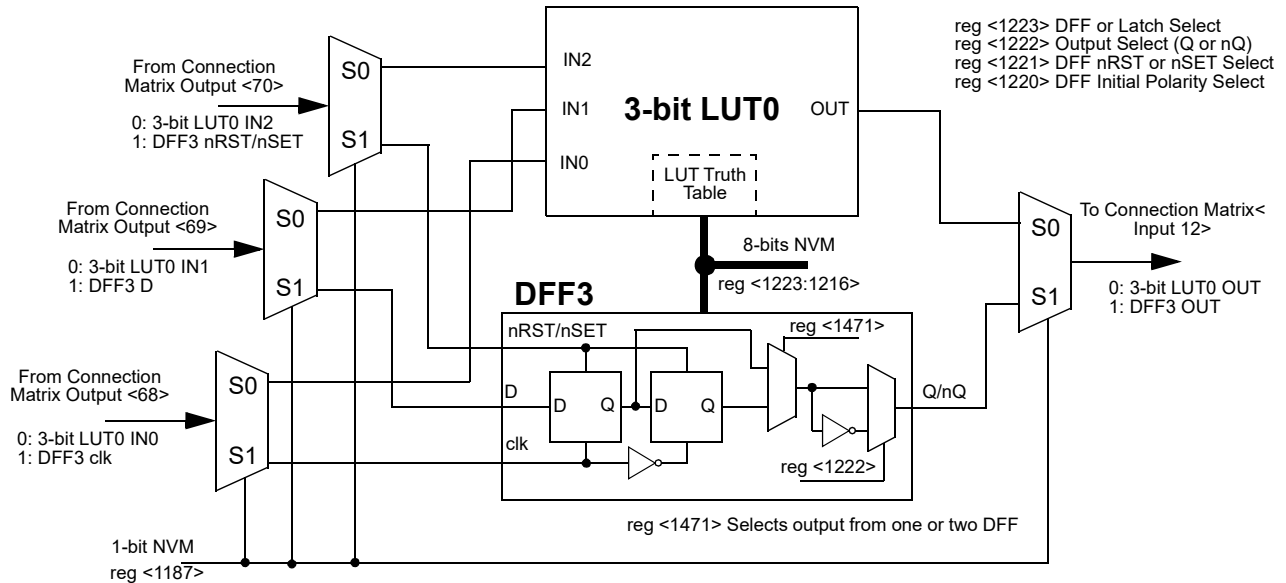 From Connection
Matrix Output <70>
0: 3-bit LUT0 IN2
1: DFF3 nRST/nSET
S0
S1
From Connection
Matrix Output <69>
0: 3-bit LUT0 IN1
1: DFF3 D
S0
S1
From Connection
Matrix Output <68>
0: 3-bit LUT0 IN0
1: DFF3 clk
S0
S1
1-bit NVM
reg <1187>
IN2
IN1
IN0
3-bit LUT0
OUT
LUT Truth
Table
8-bits NVM
reg <1223:1216>
DFF3
nRST/nSET
D
clk
D
Q
D
Q
reg <1471>
reg <1222>
Q/nQ
reg <1471> Selects output from one or two DFF
reg <1223> DFF or Latch Select
reg <1222> Output Select (Q or nQ)
reg <1221> DFF nRST or nSET Select
reg <1220> DFF Initial Polarity Select
S0
S1
To Connection Matrix<
Input 12>
0: 3-bit LUT0 OUT
1: DFF3 OUT